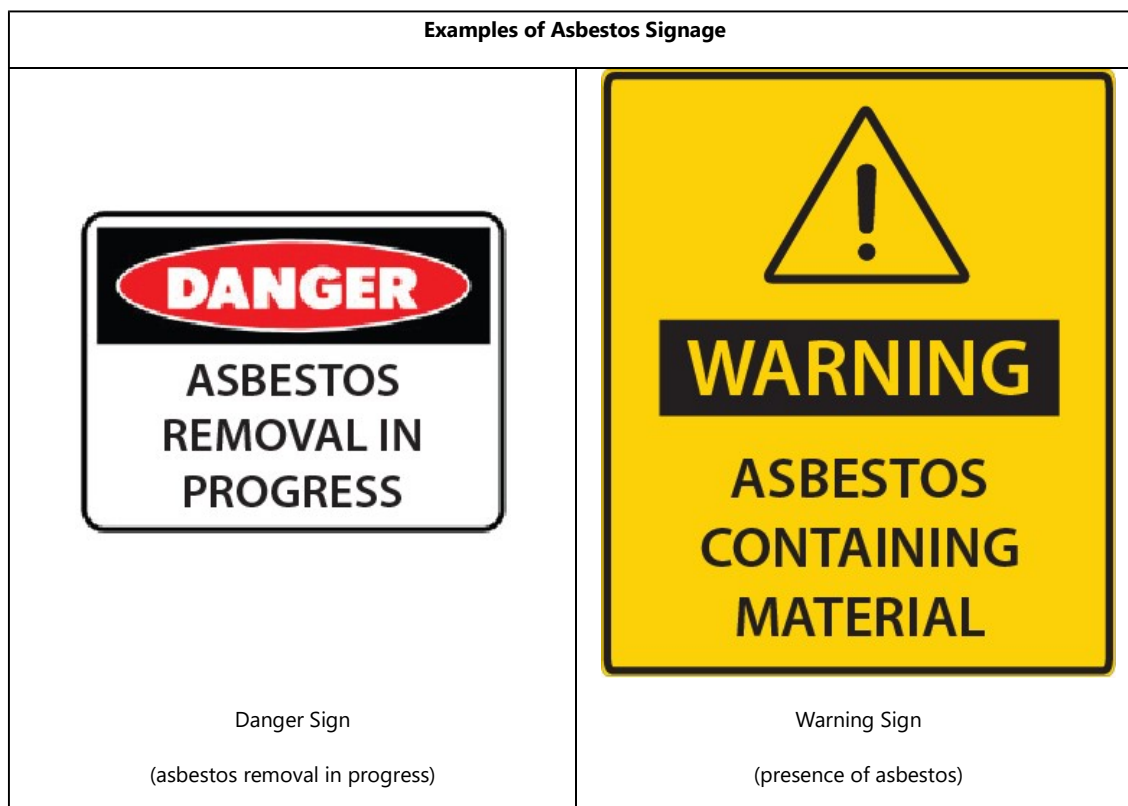 Examples of Asbestos Signage
DANGER
ASBESTOS
REMOVAL IN
PROGRESS
Danger Sign
(asbestos removal in progress)
!
WARNING
ASBESTOS
CONTAINING
MATERIAL
Warning Sign
(presence of asbestos)